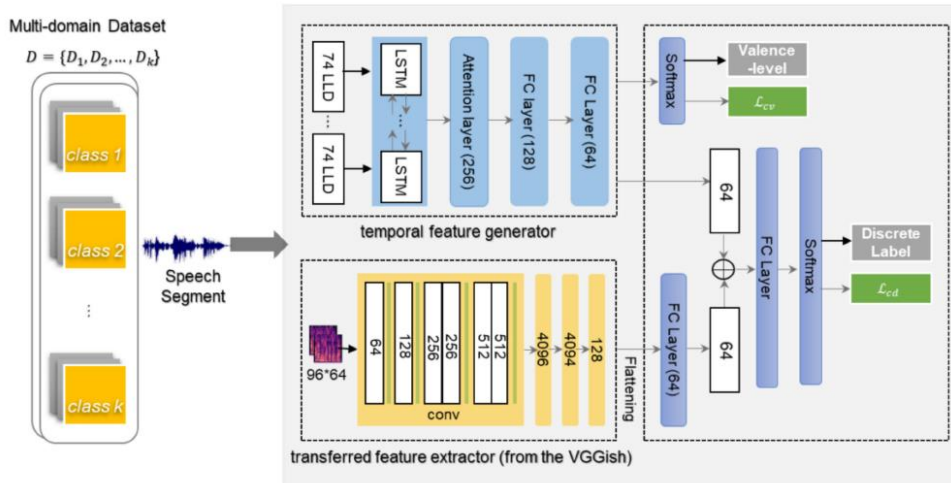 Multi-domain Dataset
D = {D₁, D₂, ..., Dₖ}
class 1
class 2
⋮
class k
Speech
Segment
74 LLD
...
74 LLD
LSTM
...
LSTM
Attention layer (256)
FC layer (128)
FC Layer (64)
temporal feature generator
96*64
64
128
256
256
512
512
conv
4096
4094
128
transferred feature extractor (from the VGGish)
Flattening
Softmax
Valence
-level
ℒcv
64
FC Layer (64)
64
FC Layer
Softmax
Discrete
Label
ℒcd